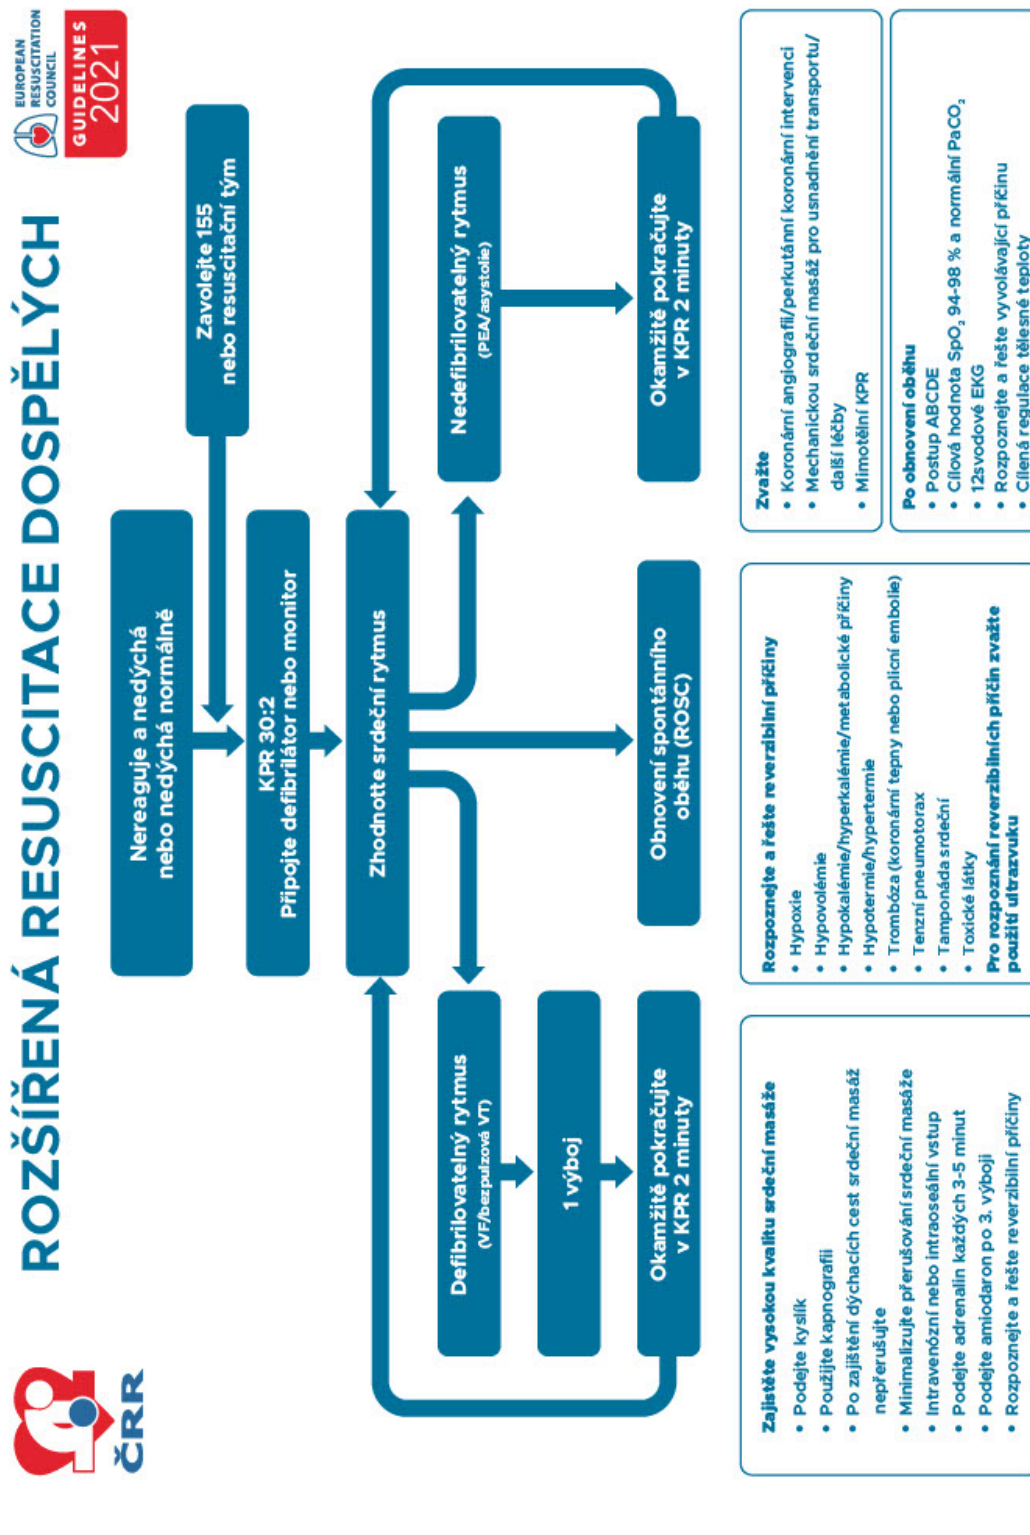 ČRR
ROZŠÍŘENÁ RESUSCITACE DOSPĚLÝCH
EUROPEAN
RESUSCITATION
COUNCIL
GUIDELINES
2021
Nereaguje a nedýchá
nebo nedýchá normálně
Zavolejte 155
nebo resuscitační tým
KPR 30:2
Připojte defibrilátor nebo monitor
Zhodnotte srdeční rytmus
Defibrilovatelný rytmus
(VF/bezpulzová VT)
1 výboj
Okamžitě pokračujte
v KPR 2 minuty
Obnovení spontánního
oběhu (ROSC)
Nedefibrilovatelný rytmus
(PEA/asystolie)
Okamžitě pokračujte
v KPR 2 minuty
Zajistěte vysokou kvalitu srdeční masáže
• Podejte kyslík
• Použijte kapnografii
• Po zajištění dýchacích cest srdeční masáž
nepřerušujte
• Minimalizujte přerušování srdeční masáže
• Intravenózní nebo intraoseální vstup
• Podejte adrenalin každých 3-5 minut
• Podejte amiodaron po 3. výboji
• Rozpoznejte a řešte reverzibilní příčiny
Rozpoznejte a řešte reverzibilní příčiny
• Hypoxie
• Hypovolémie
• Hypokalémie/hyperkalémie/metabolické příčiny
• Hypotermie/hypertermie
• Trombóza (koronární tepny nebo plicní embolie)
• Tenzní pneumotorax
• Tamponáda srdeční
• Toxické látky
Pro rozpoznání reverzibilních příčin zvažte
použití ultrazvuku
Zvažte
• Koronární angiografii/perkutánní koronární intervenci
• Mechanickou srdeční masáž pro usnadnění transportu/
další léčby
• Mimotělní KPR
Po obnovení oběhu
• Postup ABCDE
• Cílová hodnota SpO₂ 94-98 % a normální PaCO₂
• 12svodové EKG
• Rozpoznejte a řešte vyvolávající příčinu
• Cílená regulace tělesné teploty